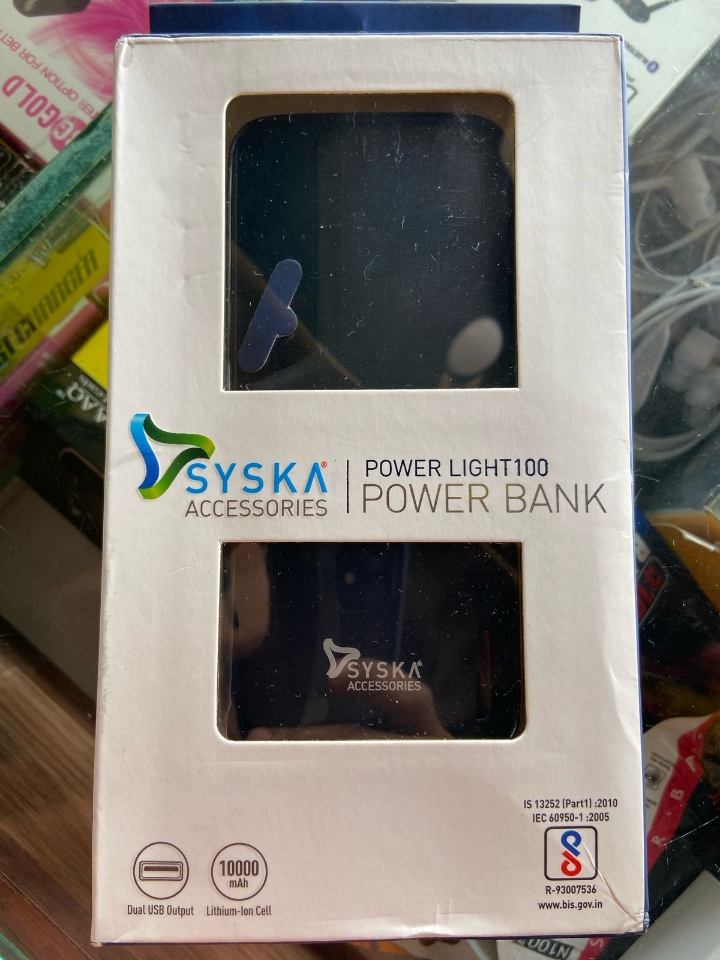 GOLD
SYSKA
ACCESSORIES
POWER LIGHT100
POWER BANK
SYSKA
ACCESSORIES
IS 13252 (Part1) :2010
IEC 60950-1 :2005
R-93007536
www.bis.gov.in
Dual USB Output
10000
mAh
Lithium-Ion Cell